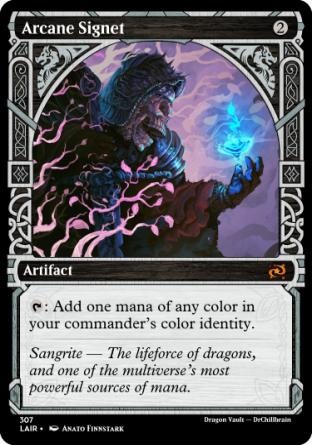 Arcane Signet 2
Artifact
: Add one mana of any color in
your commander's color identity.
Sangrite — The lifeforce of dragons,
and one of the multiverse's most
powerful sources of mana.
307
LAIR • Anato Finnstark
Dragon Vault — DrChillbrain